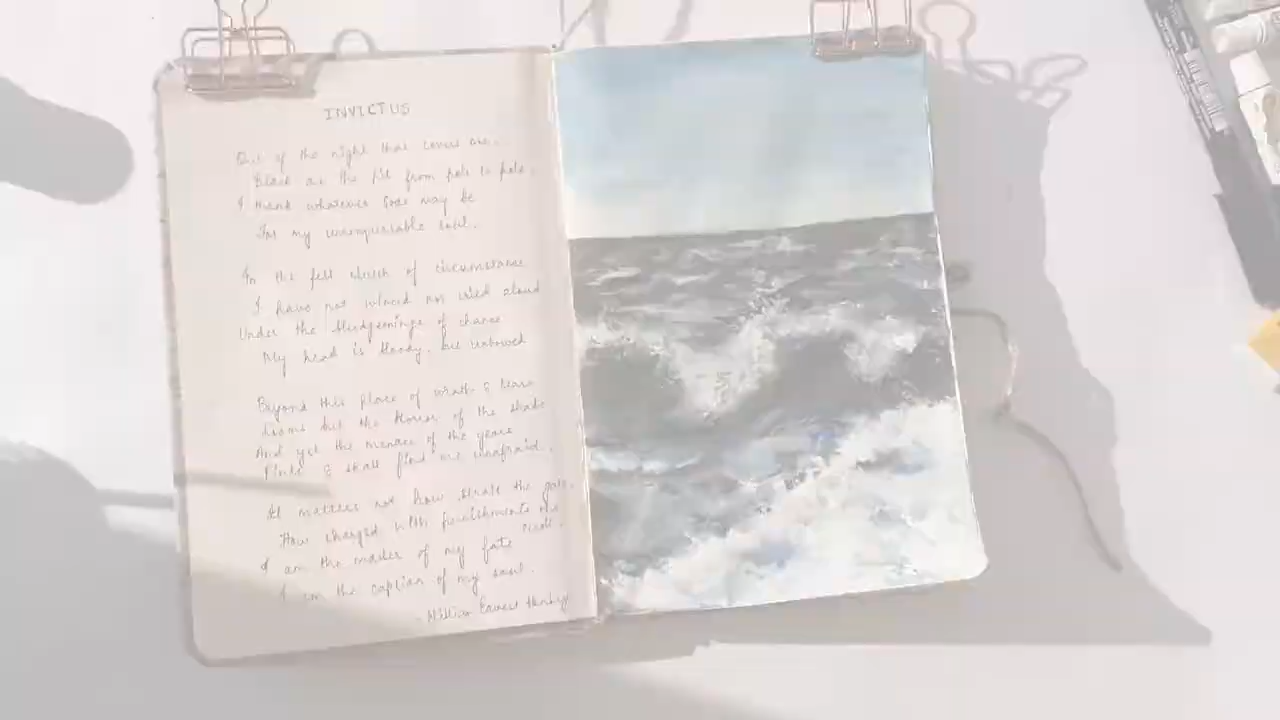 INVICTUS
Out of the night that covers me,
Black as the Pit from pole to pole,
I thank whatever Gods may be
For my unconquerable soul.
In the fell clutch of circumstance
I have not winced nor cried aloud
Under the bludgeonings of chance
My head is bloody, but unbowed
Beyond this place of wrath & tears
Looms but the Horror of the shade
And yet the menace of the years
Finds & shall find me unafraid.
It matters not how strait the gate,
How charged with punishments the
scroll.
I am the master of my fate
I am the captain of my soul.
- William Ernest Henley